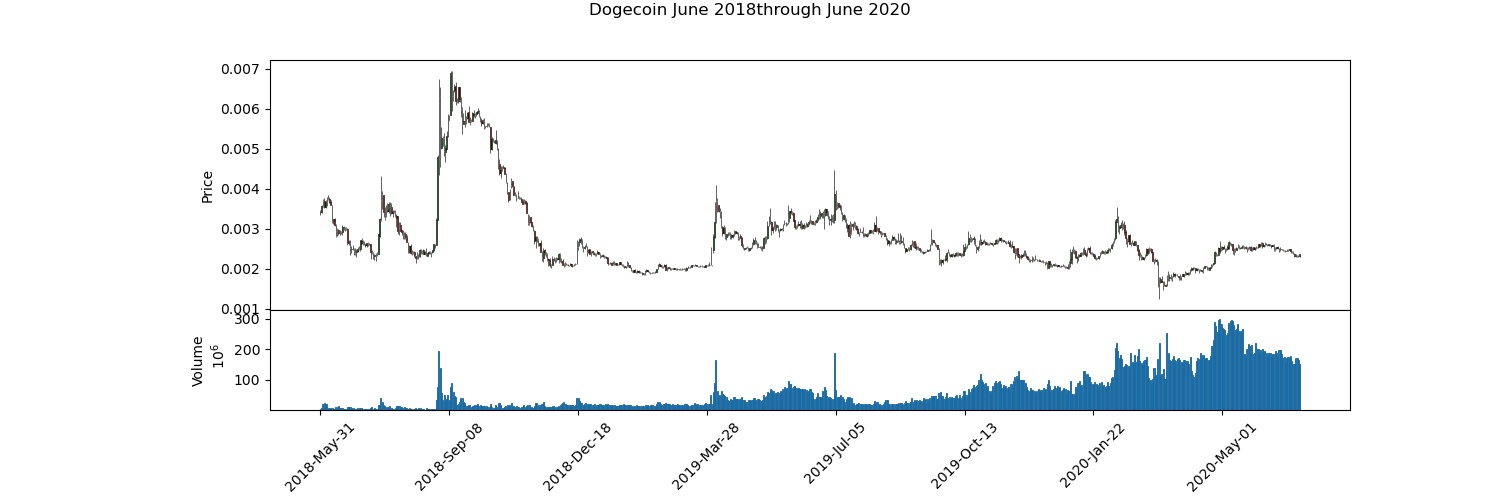 Dogecoin June 2018through June 2020
0.007
0.006
0.005
0.004
0.003
0.002
0.001
Price
300
200
100
Volume
10^6
2018-May-31
2018-Sep-08
2018-Dec-18
2019-Mar-28
2019-Jul-05
2019-Oct-13
2020-Jan-22
2020-May-01